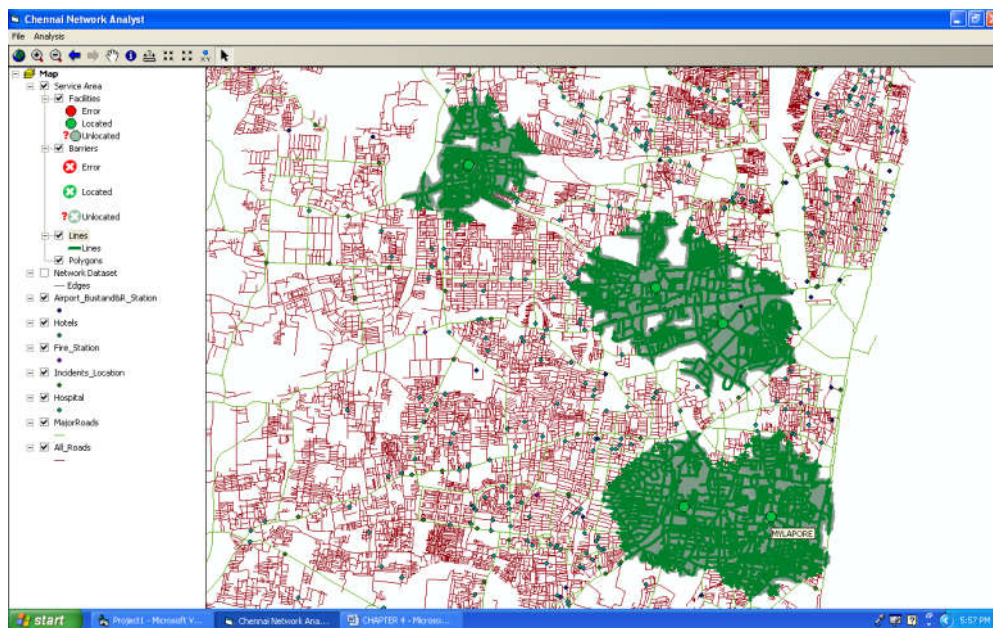 Chennai Network Analyst
File Analysis
Map
Service Area
Facilities
Error
Located
?Unlocated
Barriers
Error
Located
?Unlocated
Lines
Lines
Polygons
Network Dataset
Edges
Airport_Bustand&R_Station
Hotels
Fire_Station
Incidents_Location
Hospital
MajorRoads
All_Roads
MYLAPORE
start
Project1 - Microsoft V...
Chennai Network Ana...
CHAPTER 4 - Micross...
5:57 PM